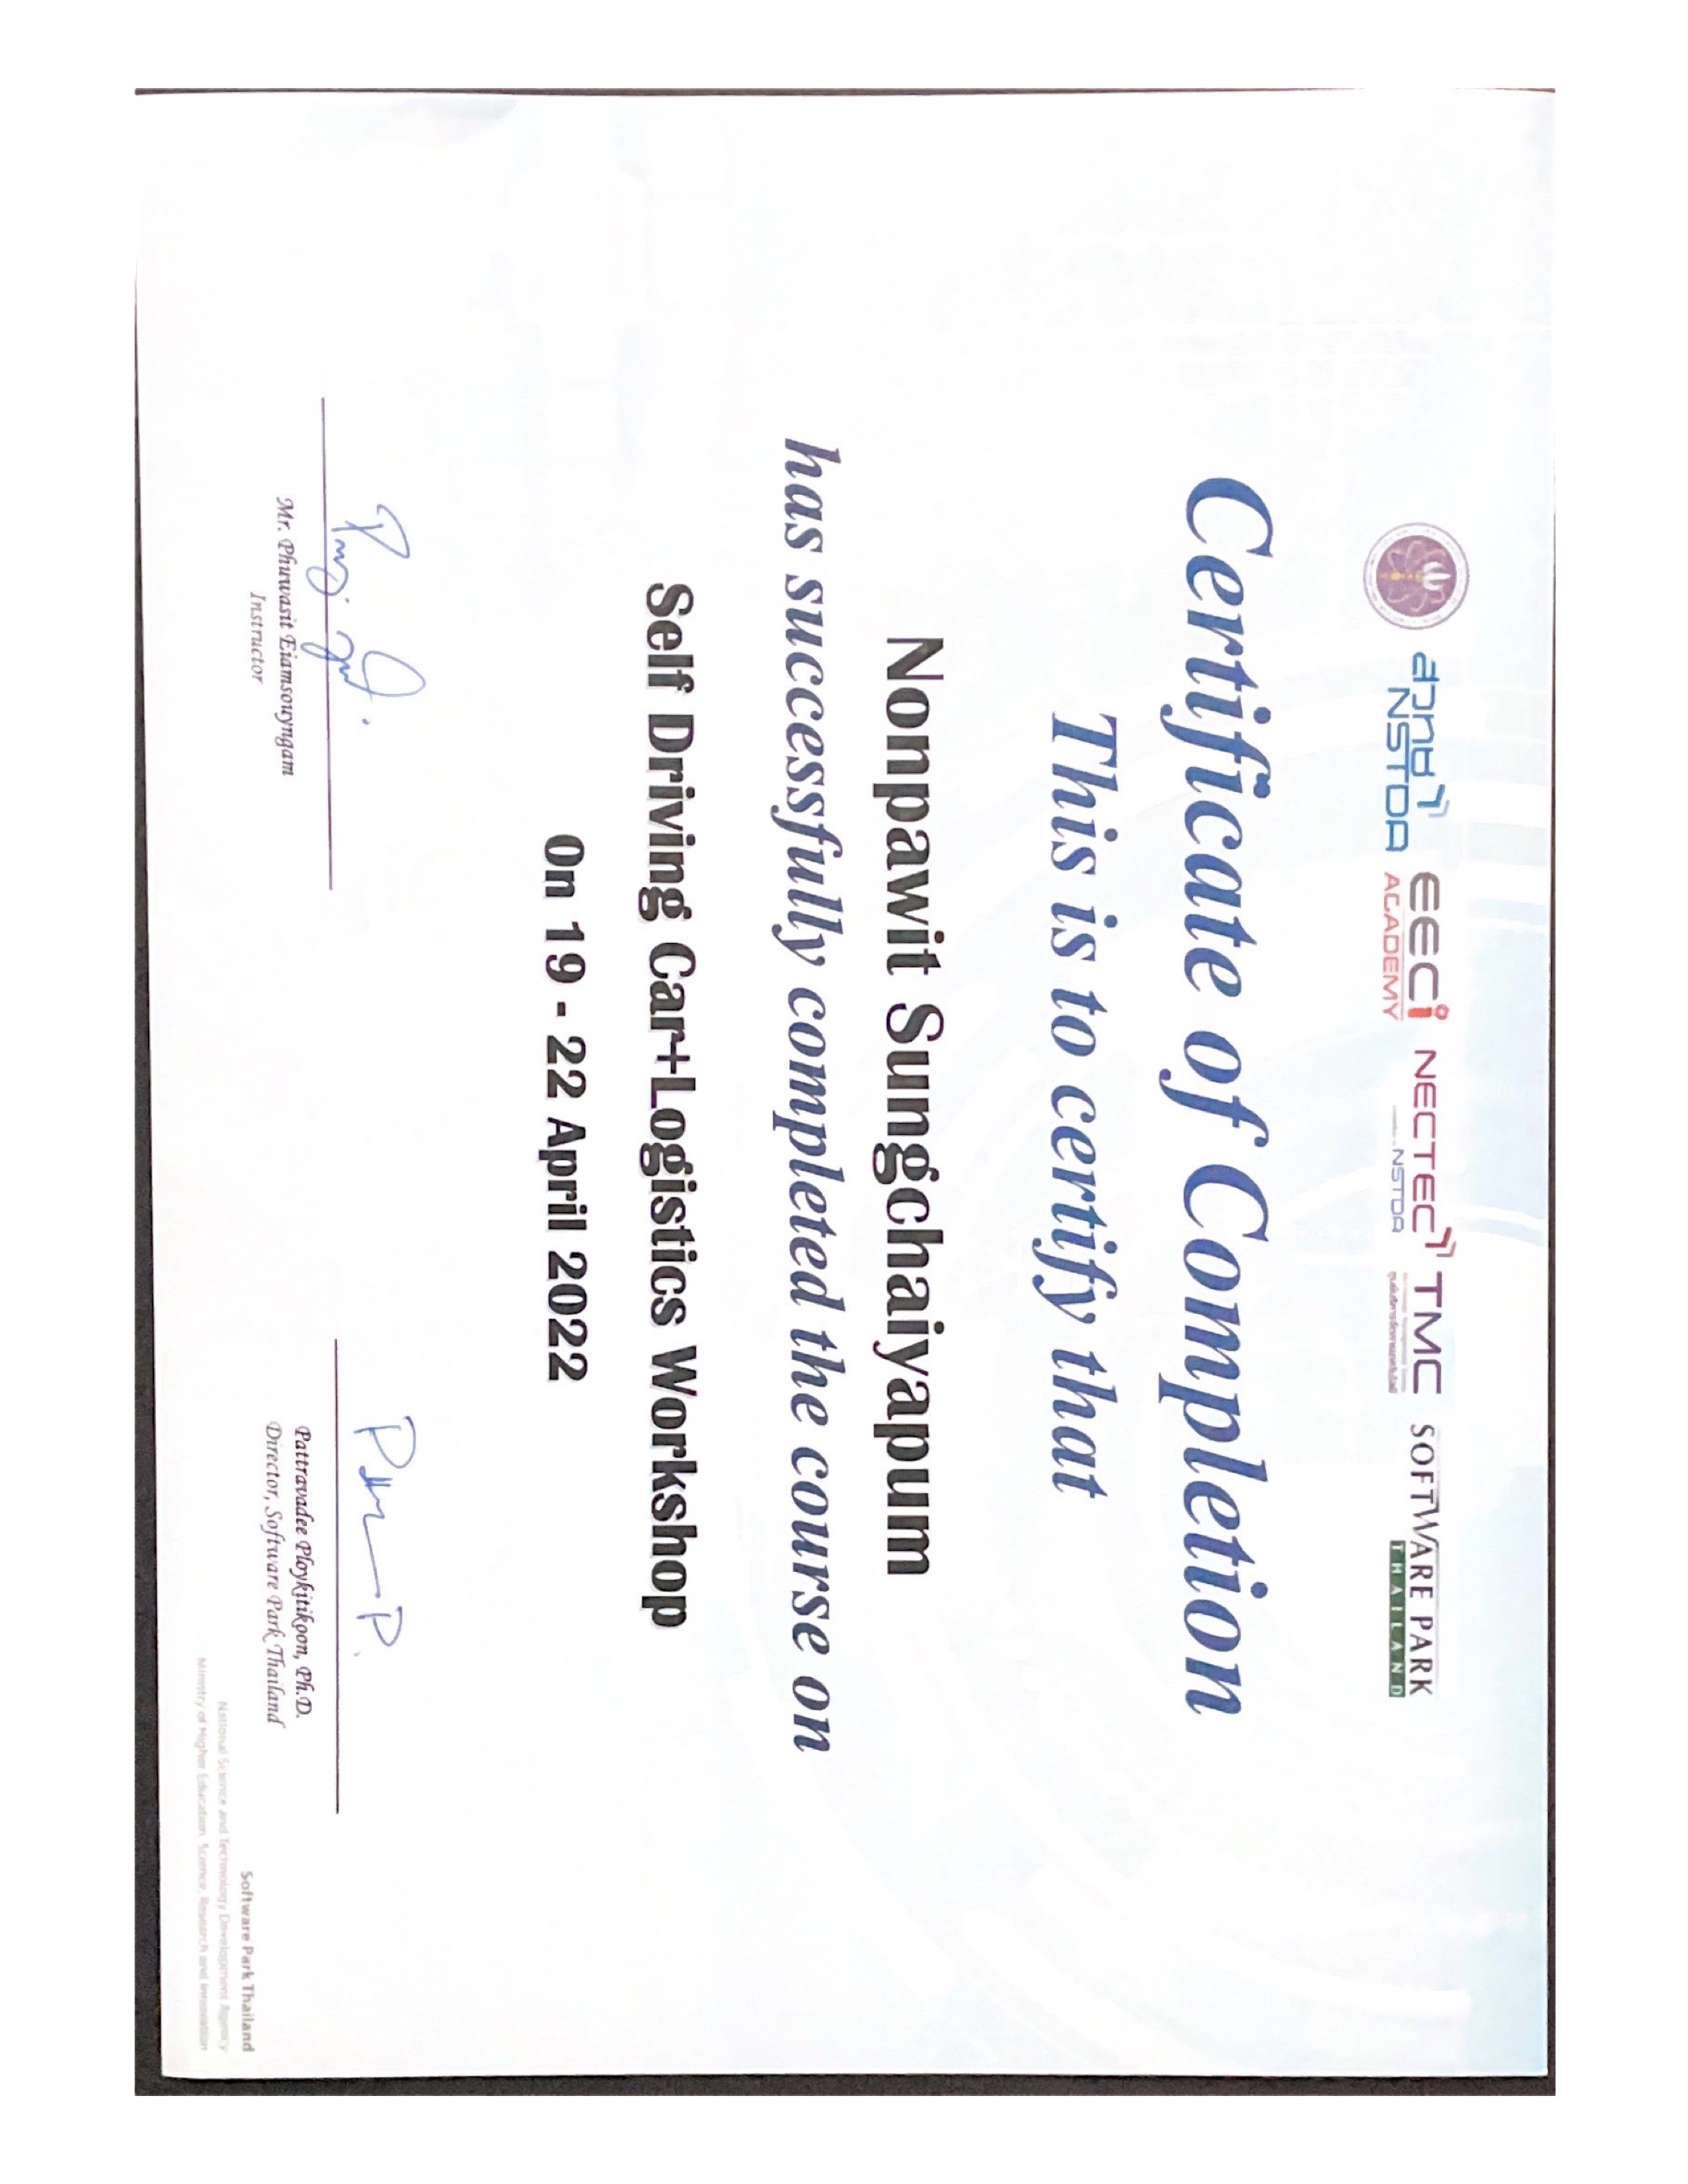 สวทช
NSTDA
EECi
ACADEMY
NECTEC
NSTDA
TMC
SOFTWARE PARK
THAILAND
Certificate of Completion
This is to certify that
Nonpawit Sungchaiyapum
has successfully completed the course on
Self Driving Car+Logistics Workshop
On 19 - 22 April 2022
Mr. Phuwasit Eiamsouyngam
Instructor
P.
Pattravadee Ploykitikoon, Ph.D.
Director, Software Park Thailand
Software Park Thailand
National Science and Technology Development Agency
Ministry of Higher Education, Science, Research and Innovation